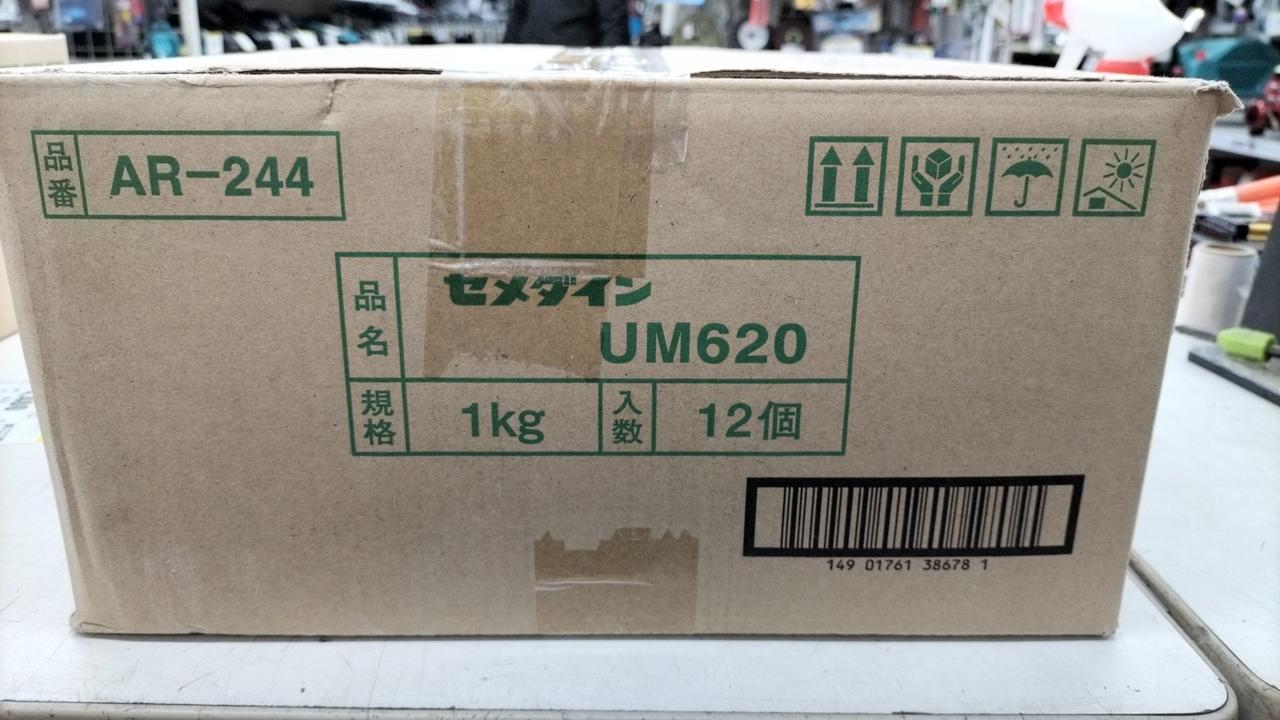 品番 AR-244
品名 セメダイン
UM620
規格 1kg 入数 12個
149 01761 38678 1